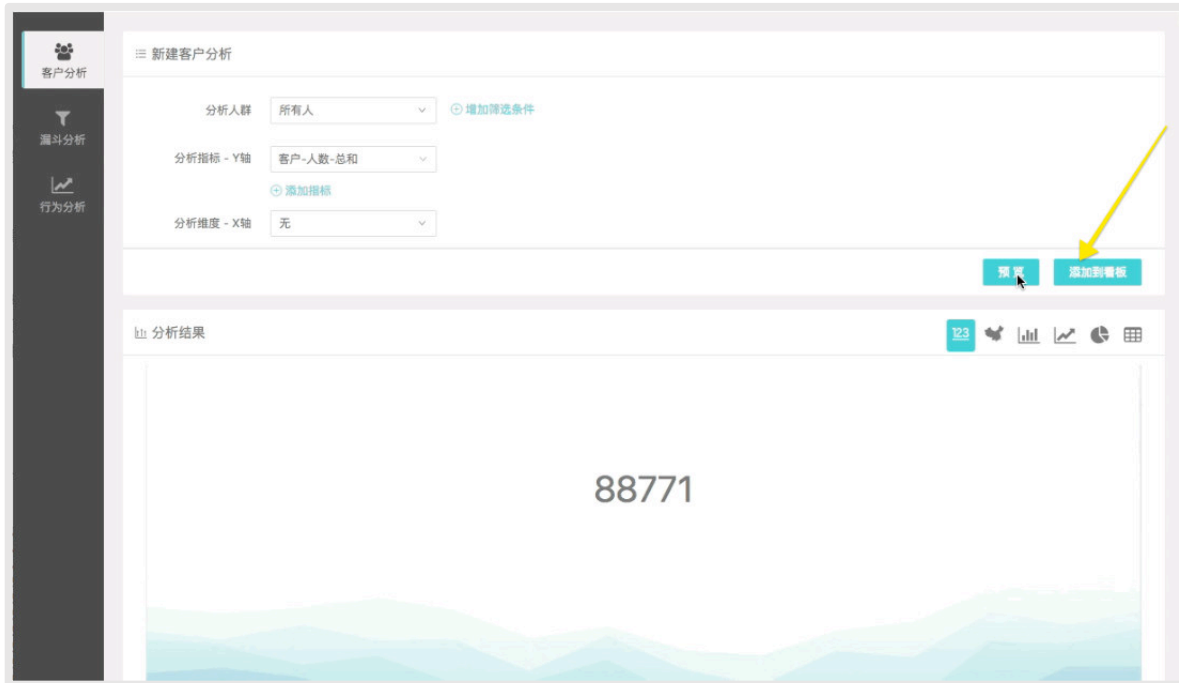 客户分析
漏斗分析
行为分析
新建客户分析
分析人群 所有人 增加筛选条件
分析指标 - Y轴 客户-人数-总和
添加指标
分析维度 - X轴 无
预览 添加到看板
分析结果 123
88771